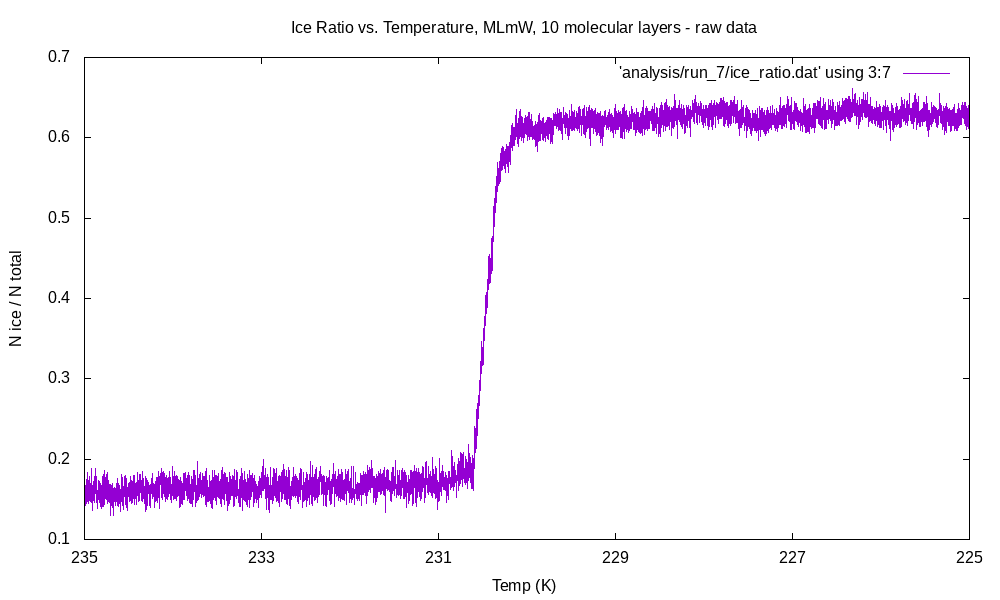 Ice Ratio vs. Temperature, MLmW, 10 molecular layers - raw data
'analysis/run_7/ice_ratio.dat' using 3:7
N ice / N total
0.7
0.6
0.5
0.4
0.3
0.2
0.1
235 233 231 229 227 225
Temp (K)